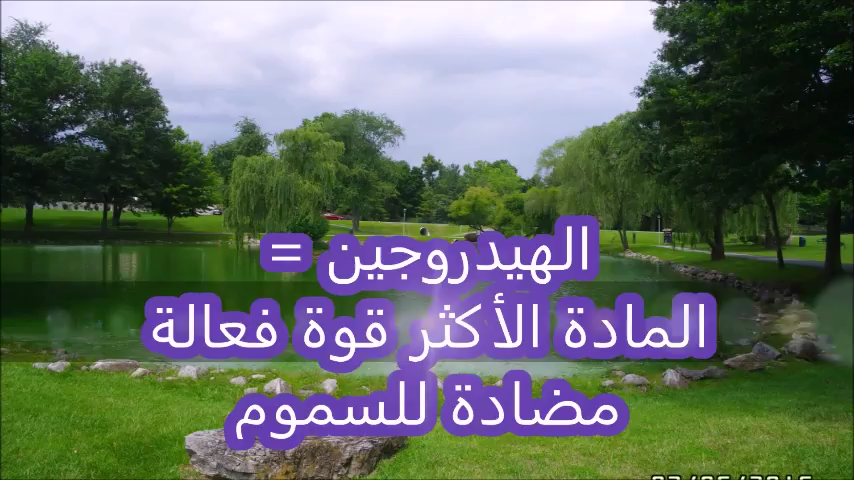 الهيدروجين =
المادة الأكثر قوة فعالة
مضادة للسموم